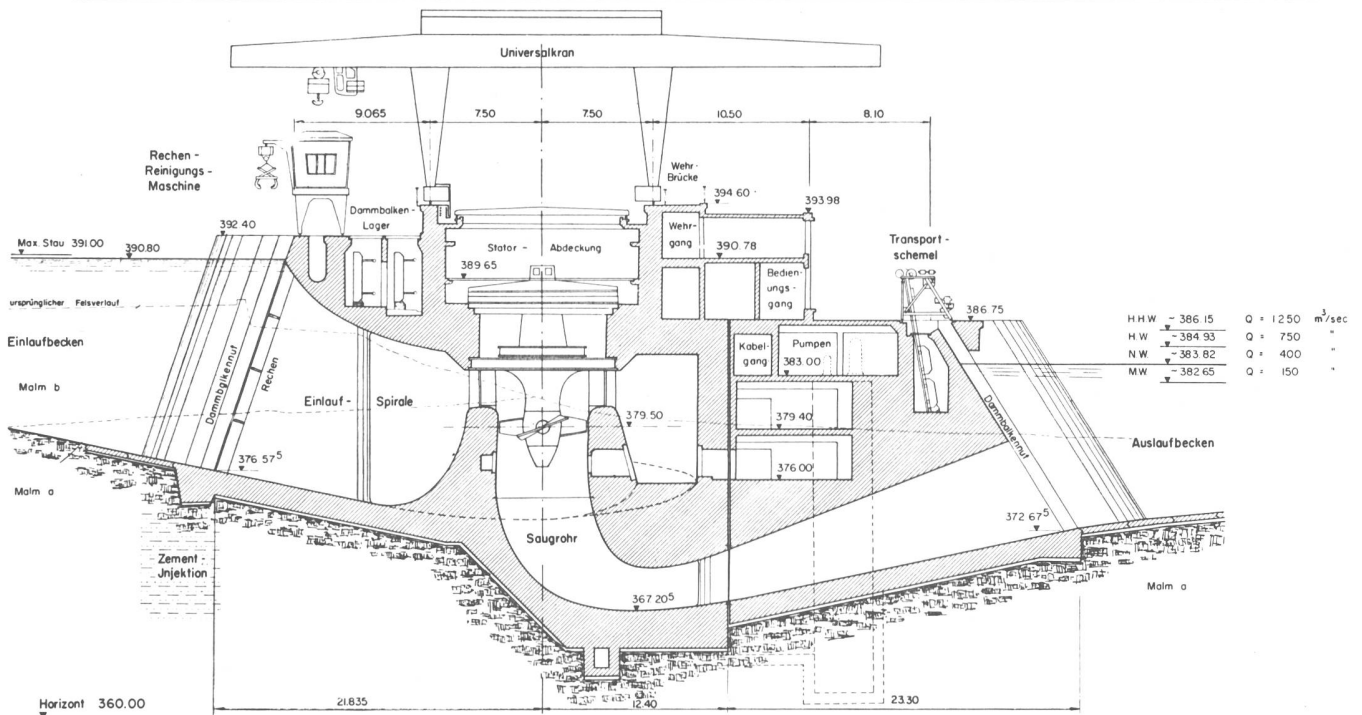 Universalkran
9.065
7.50
7.50
10.50
8.10
Rechen -
Reinigungs -
Maschine
Wehr-
Brücke
394.60
393.98
Dammbalken -
Lager
392.40
Max. Stau 391.00
390.80
Stator - Abdeckung
389.65
Wehr-
gang
390.78
Bedien-
ungs -
gang
Transport -
schemel
386.75
ursprünglicher Felsverlauf
Einlaufbecken
Malm b
Dammbalkennut
Rechen
Einlauf - Spirale
Kabel-
gang
Pumpen
383.00
H.H.W. ~ 386.15 Q = 1250 m³/sec
H.W. ~ 384.93 Q = 750 "
N.W. ~ 383.82 Q = 400 "
M.W. ~ 382.65 Q = 150 "
379.50
379.40
376.00
Dammbalkennut
Auslaufbecken
376.57⁵
Malm a
372.67⁵
Zement -
Jnjektion
Saugrohr
367.20⁵
Malm a
Horizont 360.00
21.835
12.40
23.30